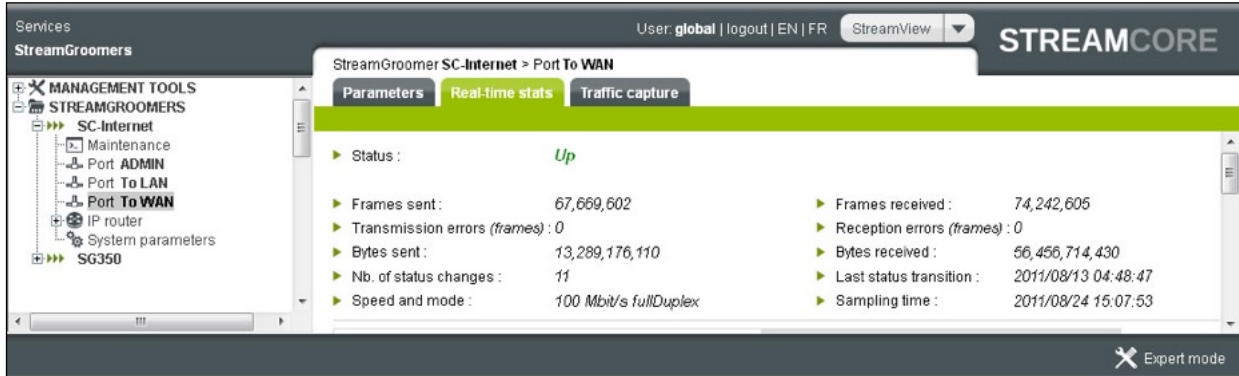 Services
StreamGroomers
User: global | logout | EN | FR
StreamView
STREAMCORE
MANAGEMENT TOOLS
STREAMGROOMERS
SC-Internet
Maintenance
Port ADMIN
Port To LAN
Port To WAN
IP router
System parameters
SG350
StreamGroomer SC-Internet > Port To WAN
Parameters
Real-time stats
Traffic capture
Status : Up
Frames sent : 67,669,602
Frames received : 74,242,605
Transmission errors (frames) : 0
Reception errors (frames) : 0
Bytes sent : 13,289,176,110
Bytes received : 56,456,714,430
Nb. of status changes : 11
Last status transition : 2011/08/13 04:48:47
Speed and mode : 100 Mbit/s fullDuplex
Sampling time : 2011/08/24 15:07:53
Expert mode